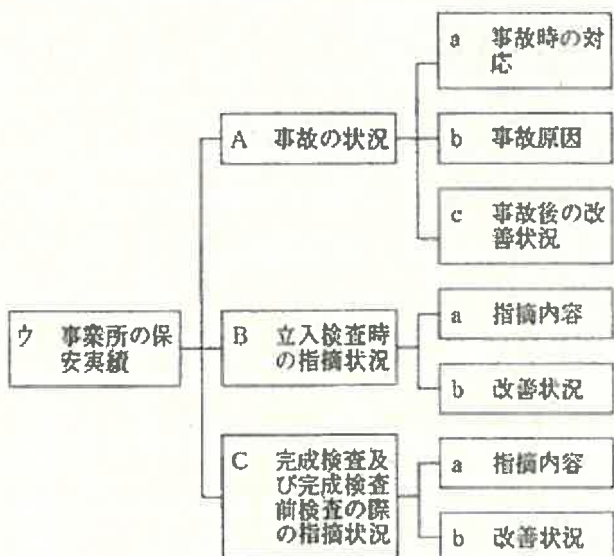 a 事故時の対
応
A 事故の状況
b 事故原因
c 事故後の改
善状況
ウ 事業所の保
安実績
B 立入検査時
の指摘状況
a 指摘内容
b 改善状況
C 完成検査及
び完成検査
前検査の際
の指摘状況
a 指摘内容
b 改善状況